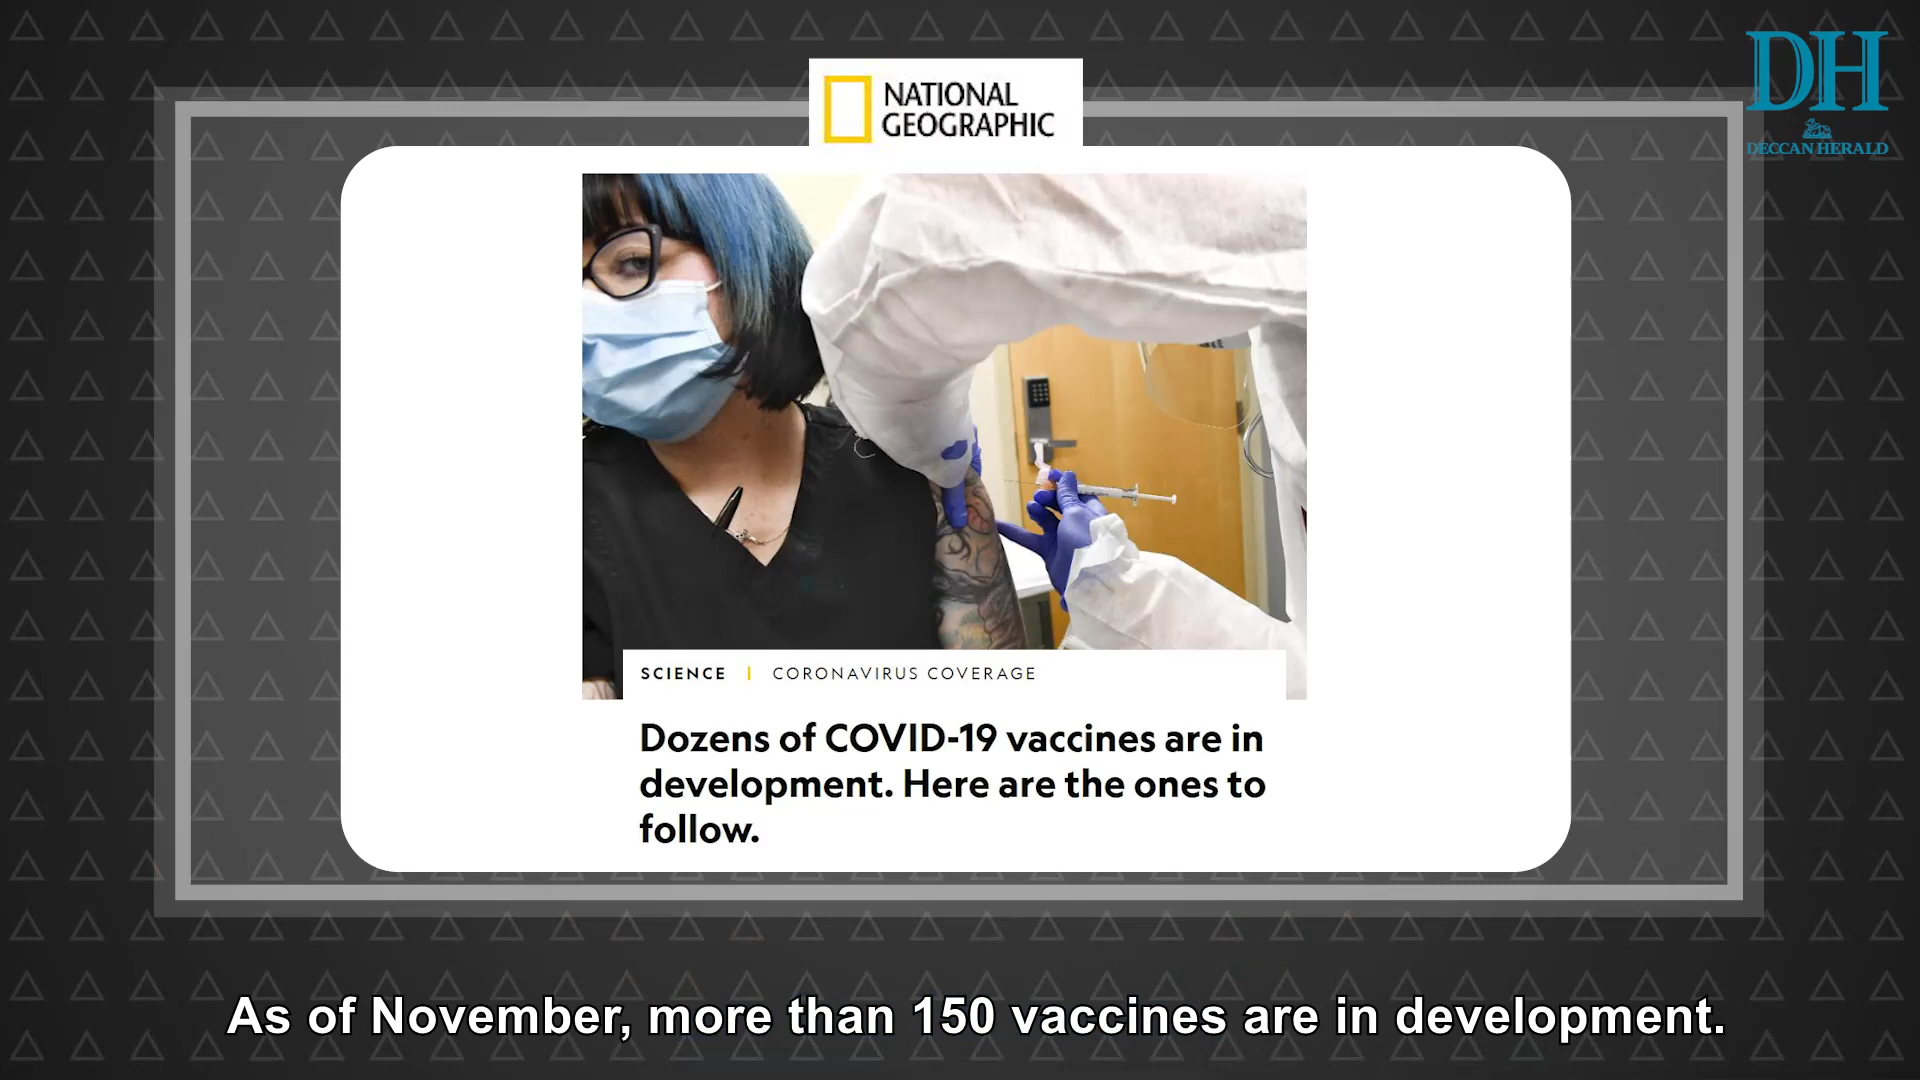 NATIONAL
GEOGRAPHIC
DH
DECCAN HERALD
SCIENCE | CORONAVIRUS COVERAGE
Dozens of COVID-19 vaccines are in
development. Here are the ones to
follow.
As of November, more than 150 vaccines are in development.